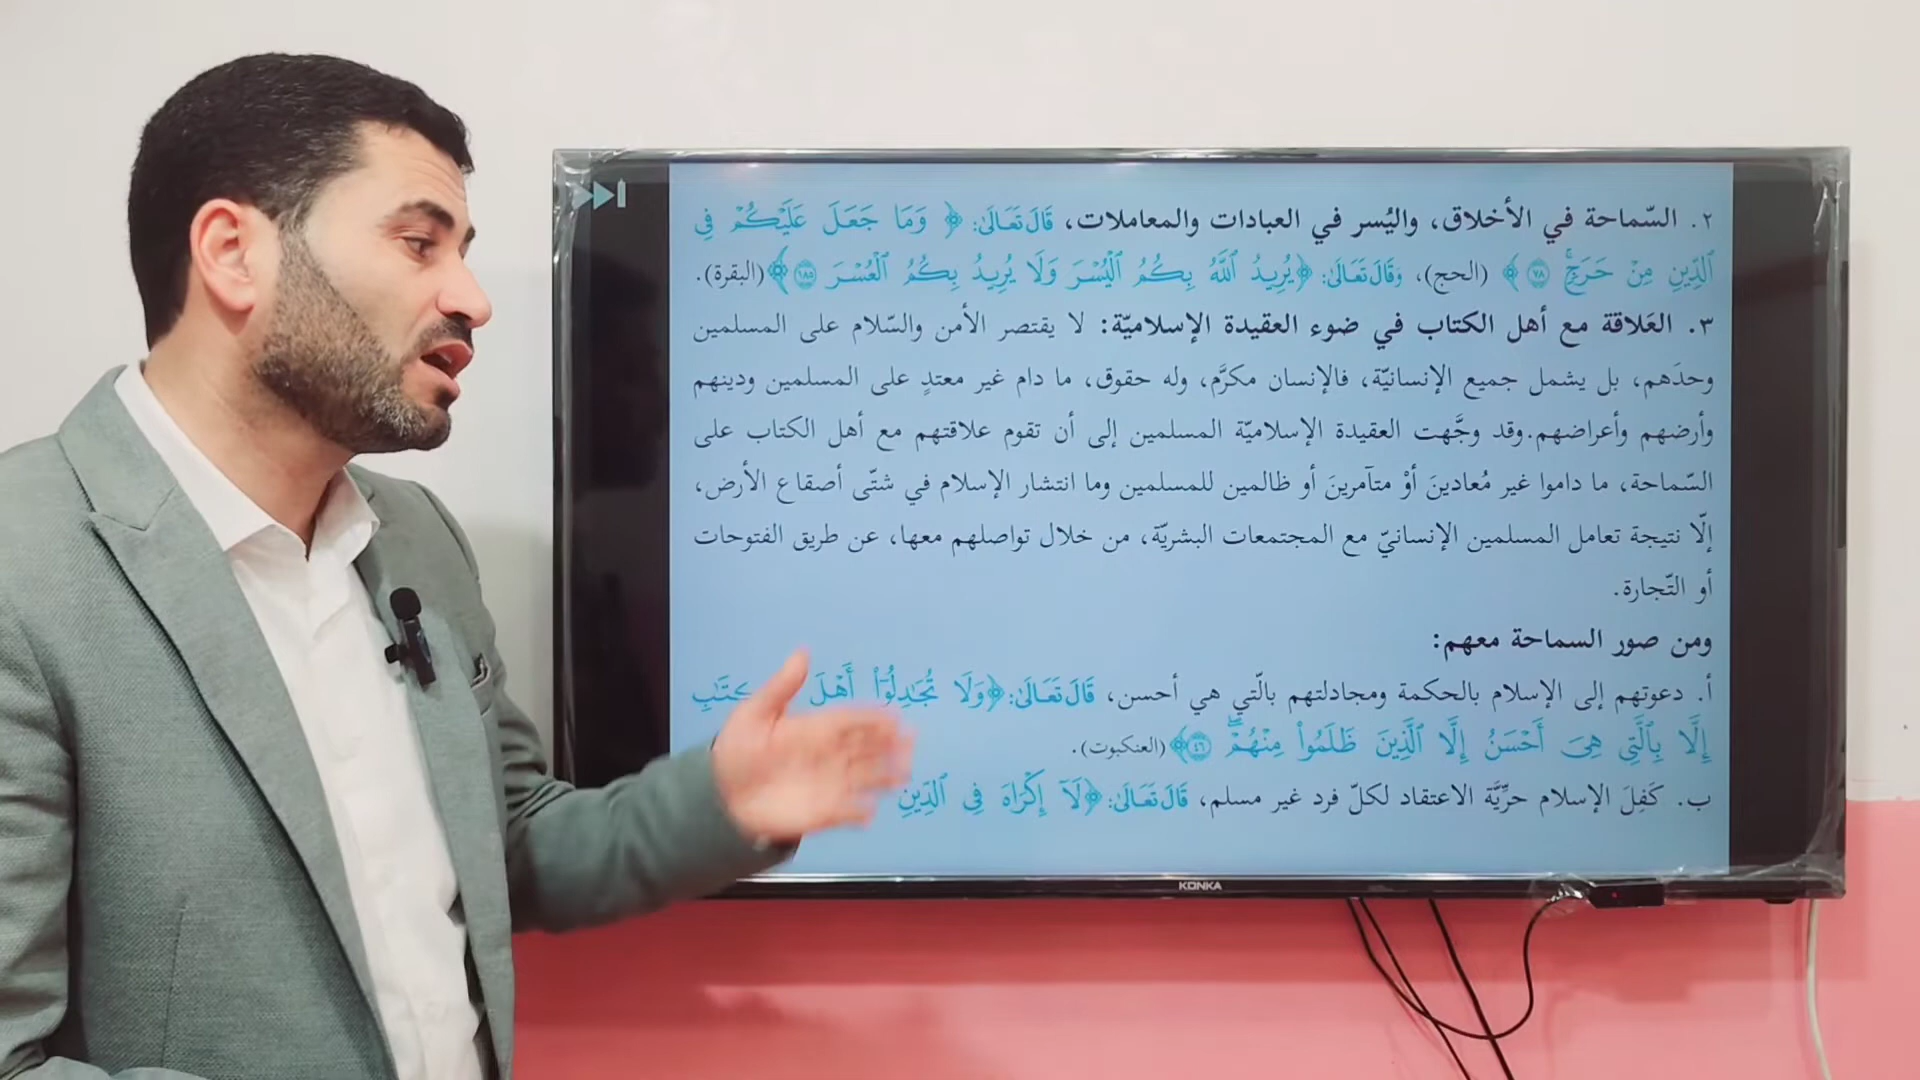 ٢. السّماحة في الأخلاق، واليُسر في العبادات والمعاملات، قَالَ تَعَالَىٰ: ﴿ وَمَا جَعَلَ عَلَيْكُمْ فِي
ٱلدِّينِ مِنْ حَرَجٍۚ ٧٨ ﴾ (الحج)، وَقَالَ تَعَالَىٰ: ﴿يُرِيدُ ٱللَّهُ بِكُمُ ٱلْيُسْرَ وَلَا يُرِيدُ بِكُمُ ٱلْعُسْرَ ١٨٥﴾ (البقرة).
٣. العَلاقة مع أهل الكتاب في ضوء العقيدة الإسلاميّة: لا يقتصر الأمن والسّلام على المسلمين
وحدَهم، بل يشمل جميع الإنسانيّة، فالإنسان مكرَّم، وله حقوق، ما دام غير معتدٍ على المسلمين ودينهم
وأرضهم وأعراضهم.وقد وجَّهت العقيدة الإسلاميّة المسلمين إلى أن تقوم علاقتهم مع أهل الكتاب على
السّماحة، ما داموا غير مُعادينَ أوْ متآمرينَ أو ظالمين للمسلمين وما انتشار الإسلام في شتّى أصقاع الأرض،
إلّا نتيجة تعامل المسلمين الإنسانيّ مع المجتمعات البشريّة، من خلال تواصلهم معها، عن طريق الفتوحات
أو التّجارة.
ومن صور السماحة معهم:
أ. دعوتهم إلى الإسلام بالحكمة ومجادلتهم بالّتي هي أحسن، قَالَ تَعَالَىٰ: ﴿وَلَا تُجَٰدِلُوٓا۟ أَهْلَ
إِلَّا بِٱلَّتِي هِيَ أَحْسَنُ إِلَّا ٱلَّذِينَ ظَلَمُوا۟ مِنْهُمْۖ ٤٦﴾ (العنكبوت).
ب. كَفِلَ الإسلام حرِّيَّة الاعتقاد لكلّ فرد غير مسلم، قَالَ تَعَالَىٰ: ﴿لَآ إِكْرَاهَ فِي ٱلدِّينِ
KONKA